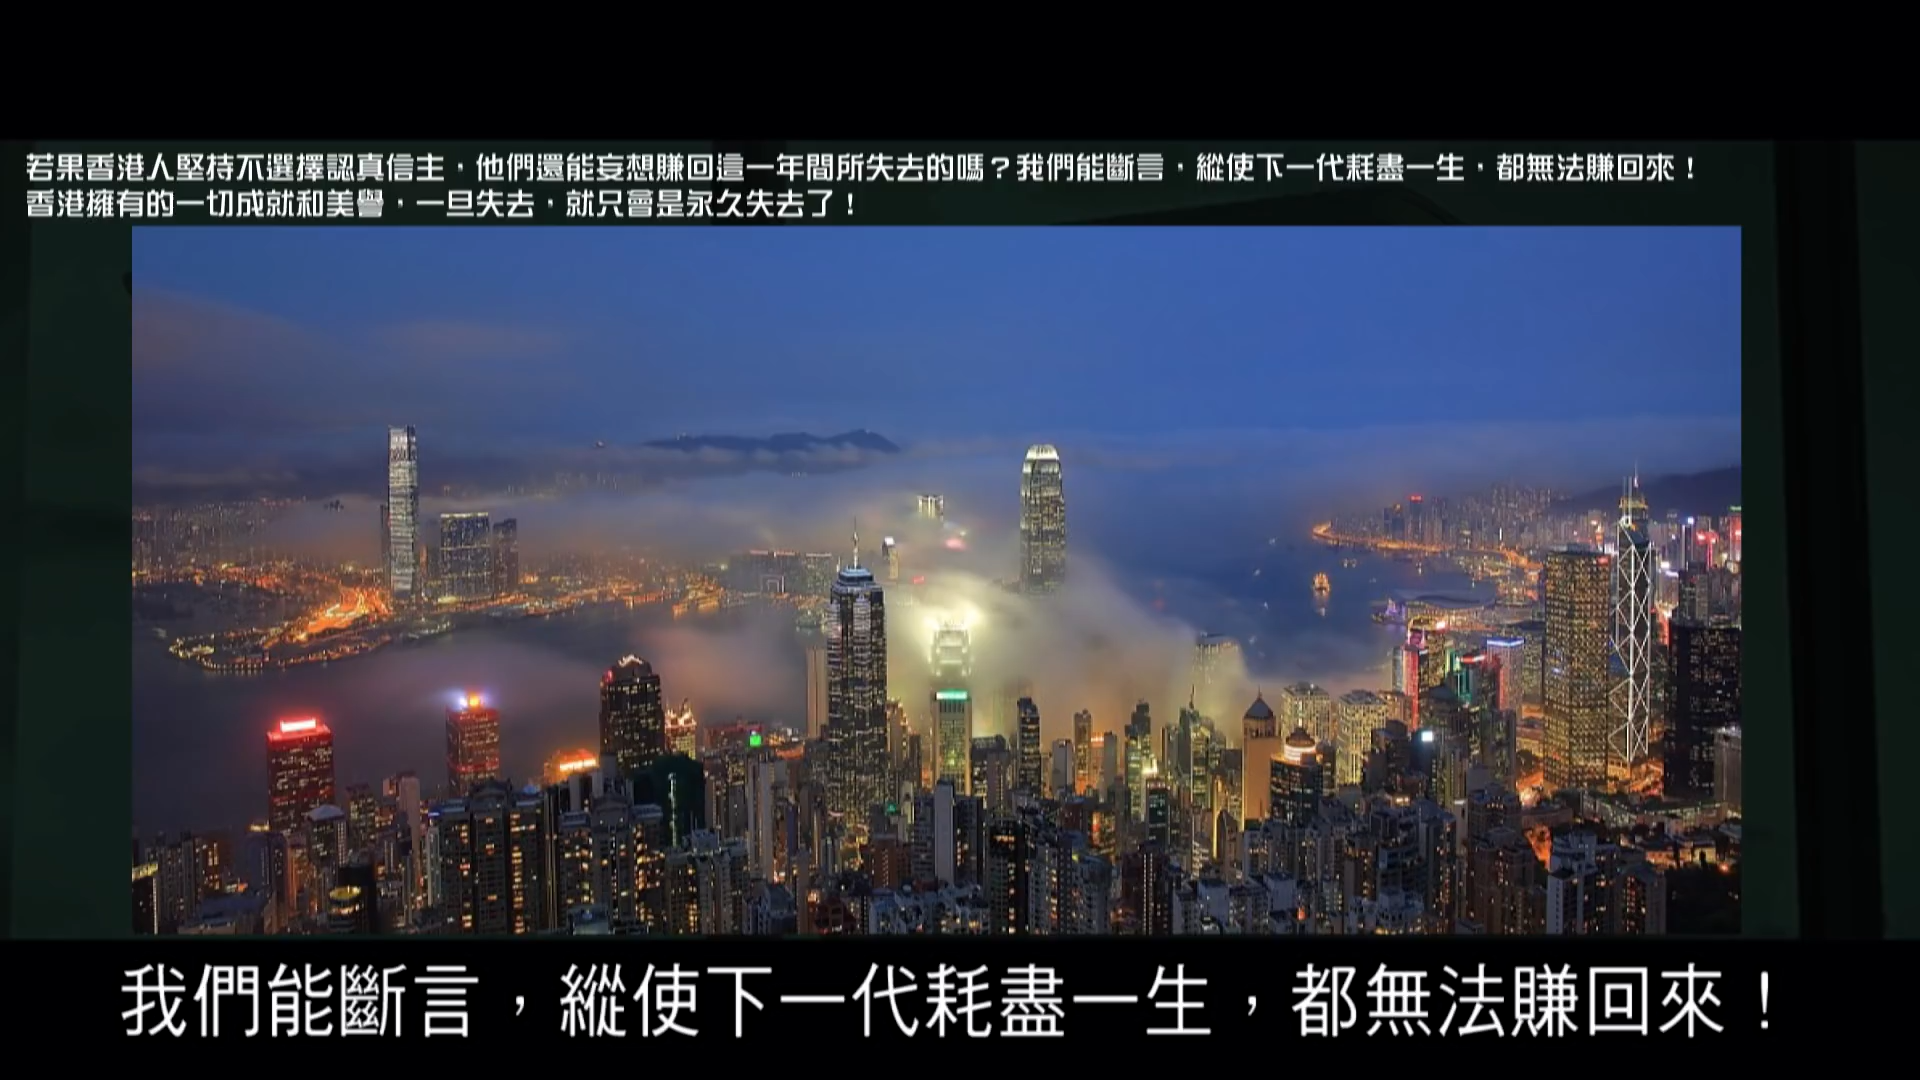 若果香港人堅持不選擇認真信主，他們還能妄想賺回這一年間所失去的嗎？我們能斷言，縱使下一代耗盡一生，都無法賺回來！
香港擁有的一切成就和美譽，一旦失去，就只會是永久失去了！
我們能斷言，縱使下一代耗盡一生，都無法賺回來！